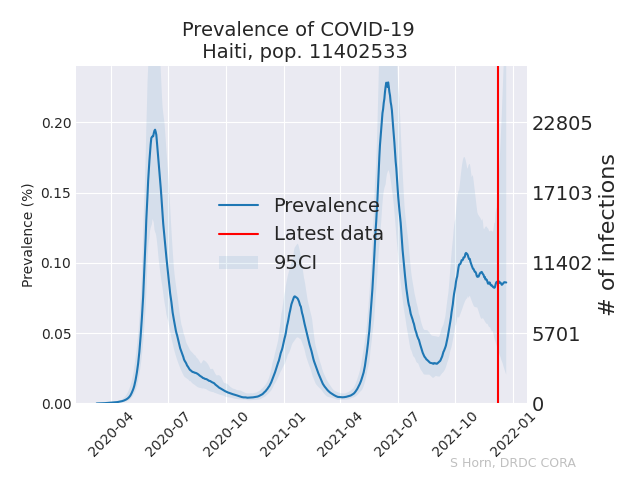 Prevalence of COVID-19
Haiti, pop. 11402533
Prevalence (%)
0.20
0.15
0.10
0.05
0.00
22805
17103
11402
5701
0
# of infections
Prevalence
Latest data
95CI
2020-04
2020-07
2020-10
2021-01
2021-04
2021-07
2021-10
2022-01
S Horn, DRDC CORA